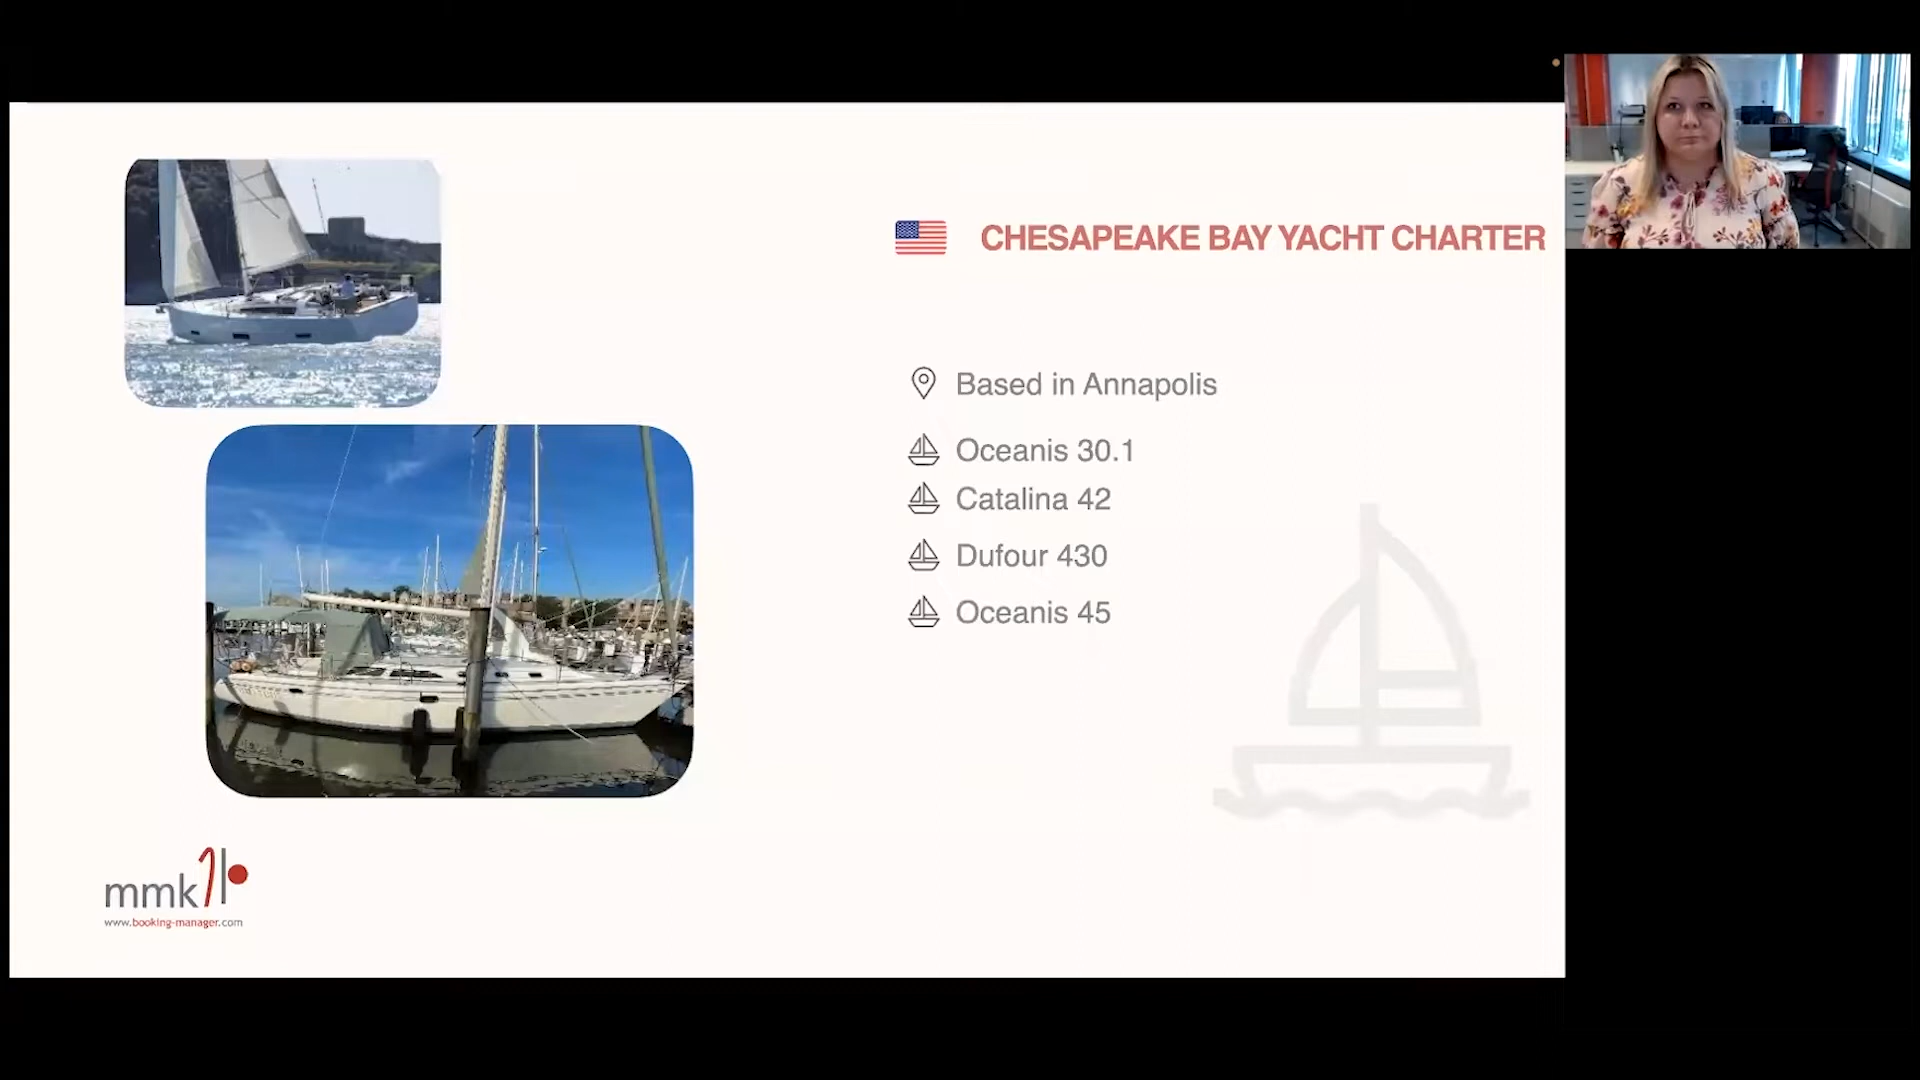 CHESAPEAKE BAY YACHT CHARTER
Based in Annapolis
Oceanis 30.1
Catalina 42
Dufour 430
Oceanis 45
mmk
www.booking-manager.com